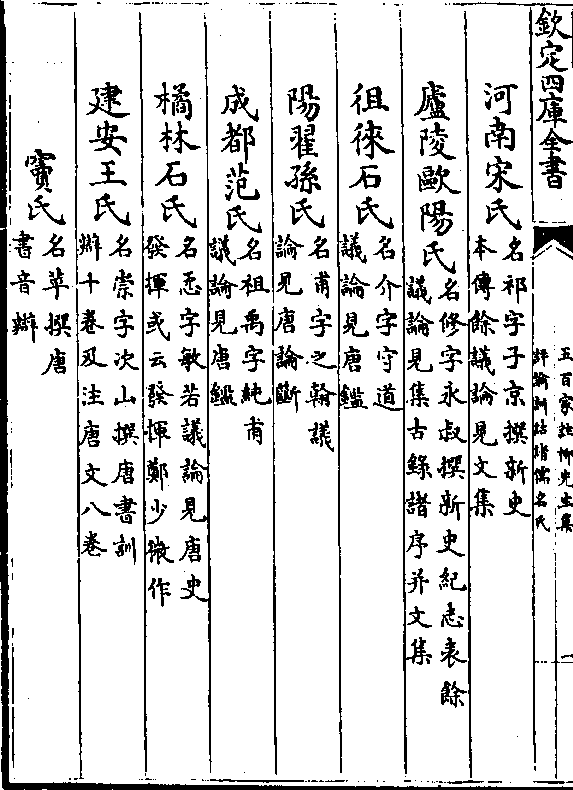 欽定四庫全書
五百家註柳先生集
評論訓詁諸儒名氏
一
河南宋氏
名祁字子京撰新史
本傳餘議論見文集
廬陵歐陽氏
名修字永叔撰新史紀志表餘
議論見集古錄諸序并文集
徂徠石氏
名介字守道
議論見唐鑑
陽翟孫氏
名甫字之翰議
論見唐論斷
成都范氏
名祖禹字純甫
議論見唐鑑
橘林石氏
名㤅字敏若議論見唐史
發揮或云發揮鄭少微作
建安王氏
名崇字次山撰唐書訓
辯十卷及注唐文八卷
竇氏
名苹撰唐
書音辯